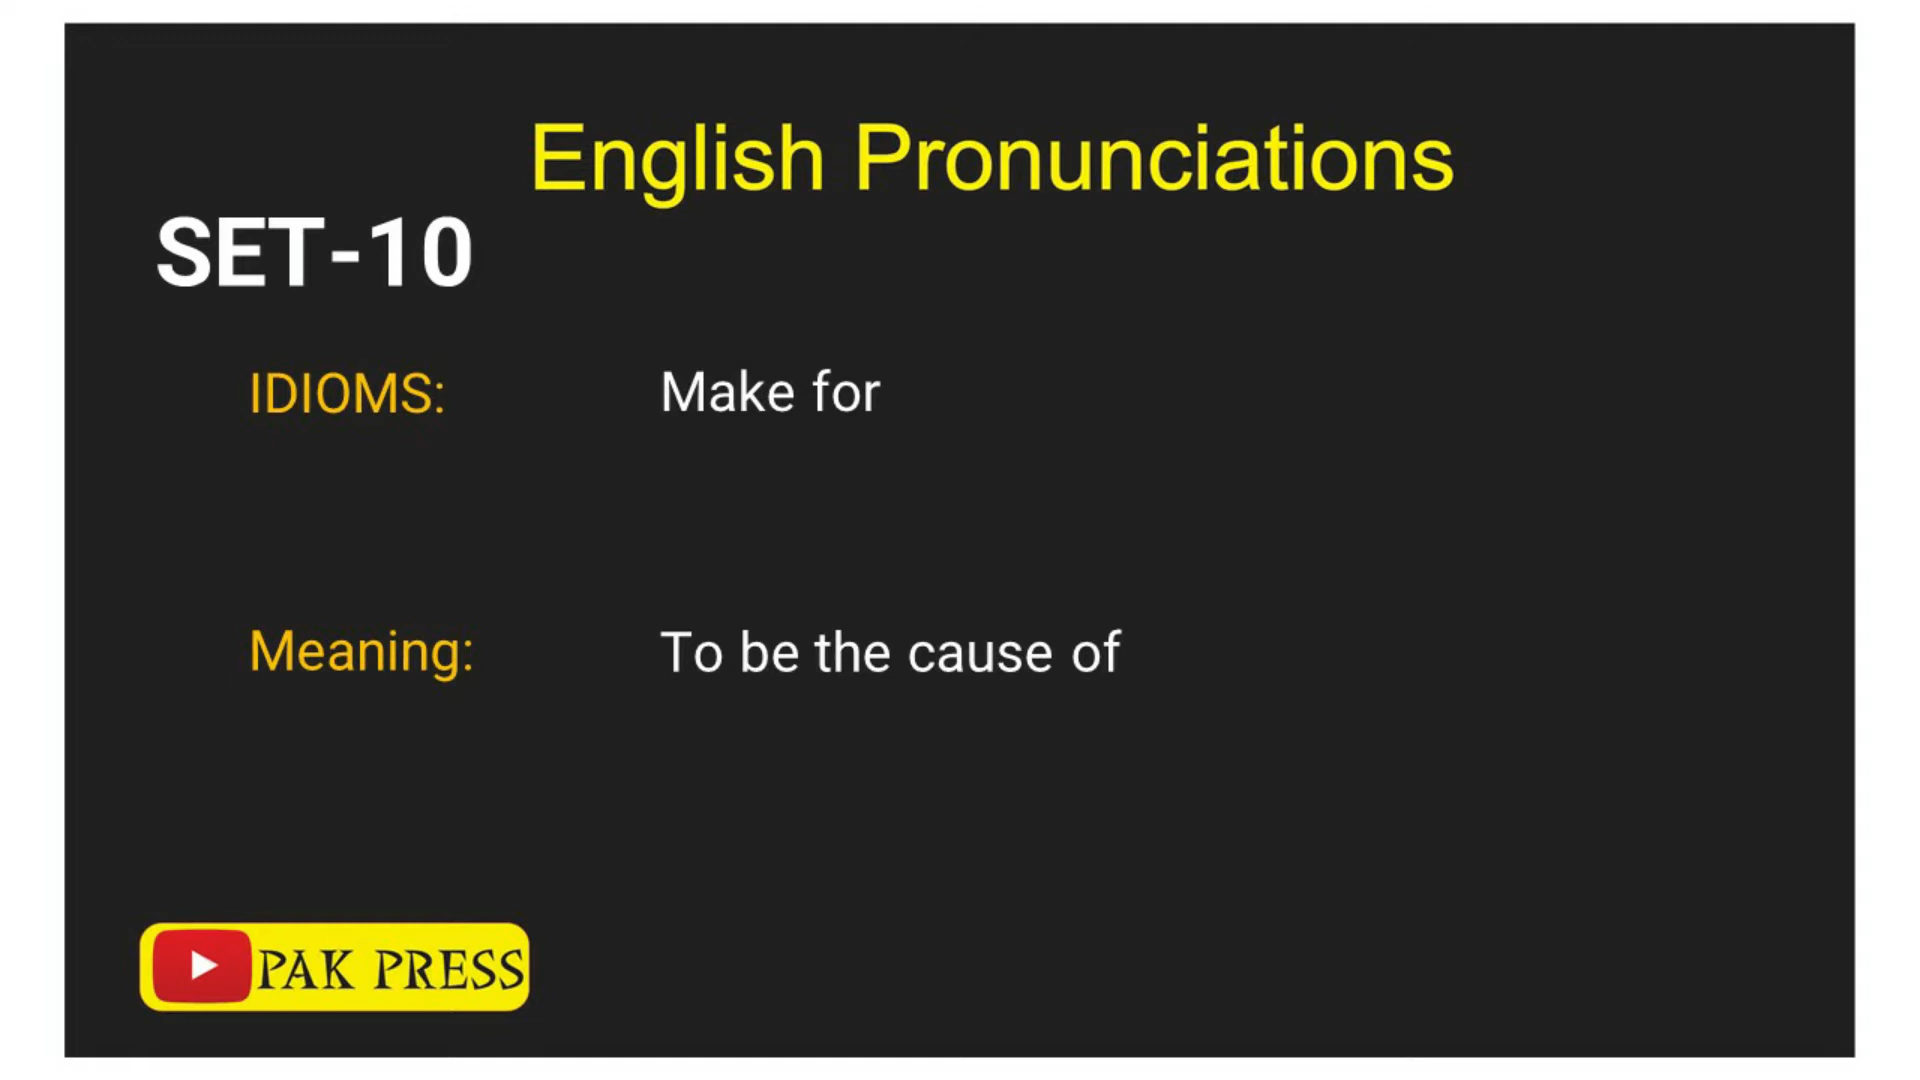 English Pronunciations
SET-10
IDIOMS: Make for
Meaning: To be the cause of
PAK PRESS